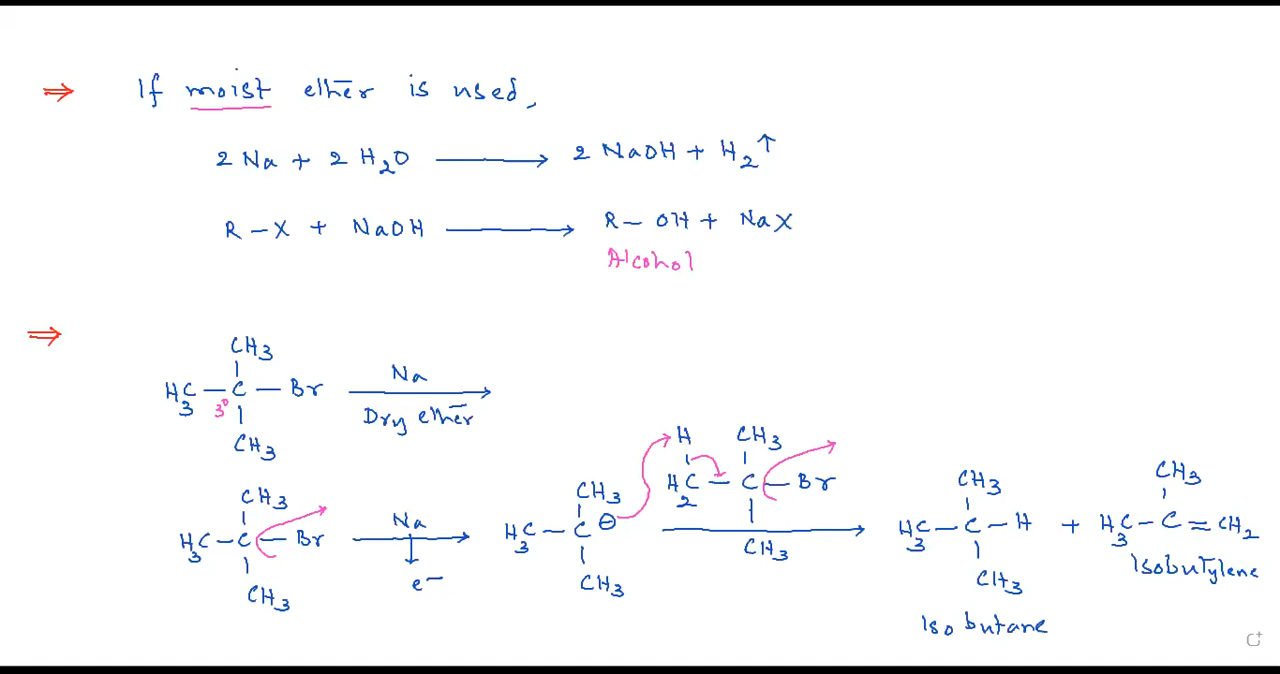 ⇒ If moist ether is used,
2 Na + 2 H2O ⟶ 2 NaOH + H2↑
R – X + NaOH ⟶ R – OH + NaX
Alcohol
⇒
CH3
H3C – C – Br
3°
CH3
Na
Dry ether
CH3
H3C – C – Br
CH3
Na
e–
CH3
H3C – C ⊖
CH3
H
CH3
H2C – C – Br
CH3
CH3
H3C – C – H
CH3
Isobutane
+
CH3
H3C – C = CH2
Isobutylene